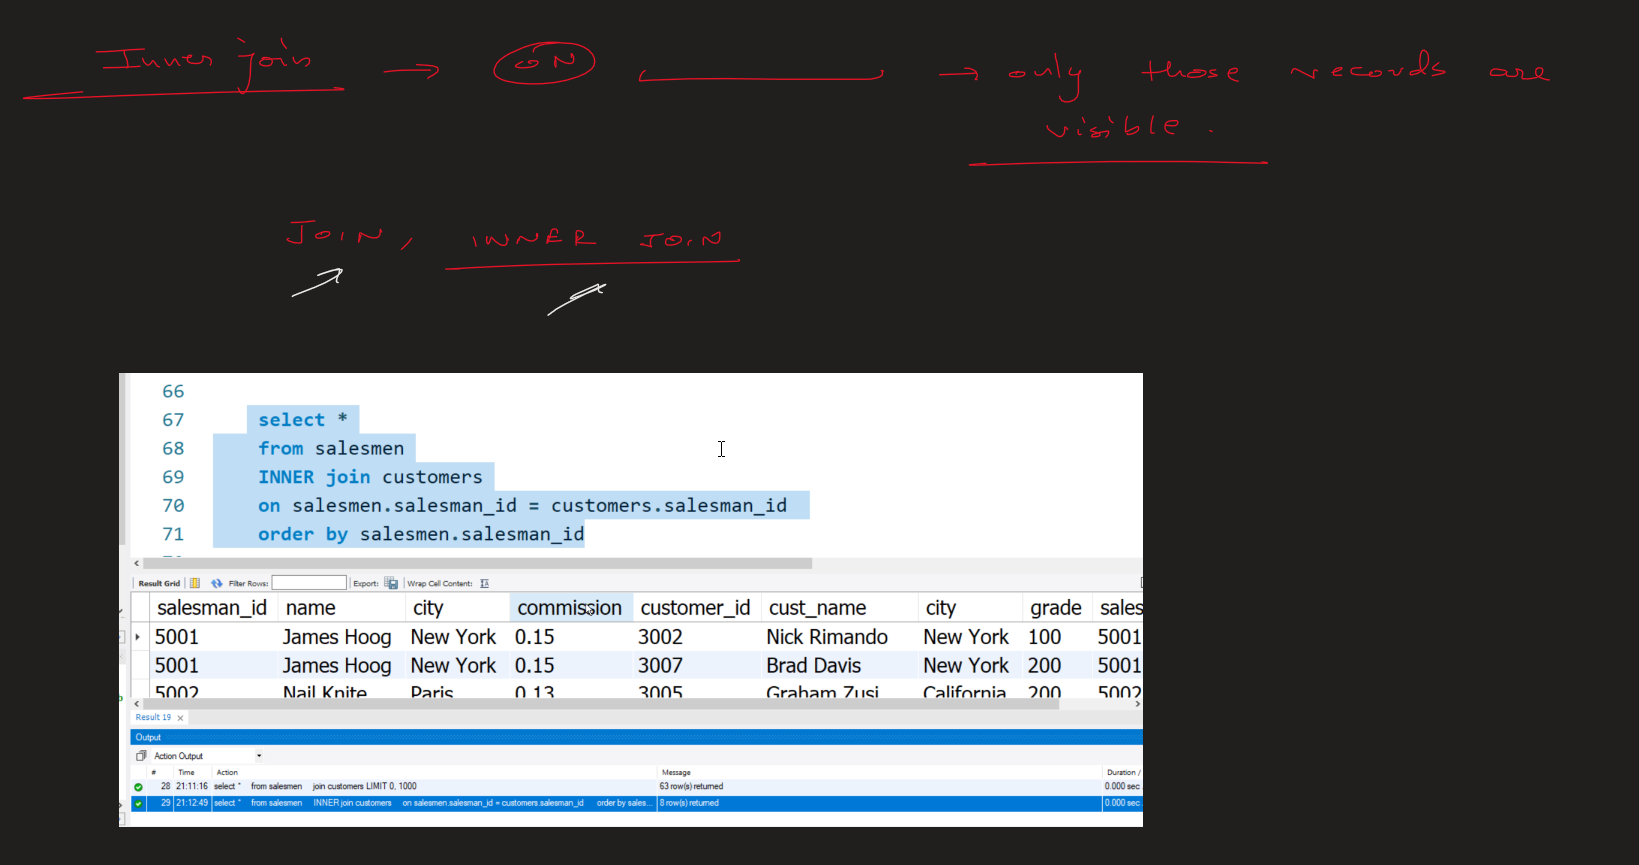 Inner join → ON → only those records are
visible.
JOIN, INNER JOIN
66
67 select *
68 from salesmen
69 INNER join customers
70 on salesmen.salesman_id = customers.salesman_id
71 order by salesmen.salesman_id
Result Grid Filter Rows: Export: Wrap Cell Content:
salesman_id name city commission customer_id cust_name city grade sales
5001 James Hoog New York 0.15 3002 Nick Rimando New York 100 5001
5001 James Hoog New York 0.15 3007 Brad Davis New York 200 5001
5002 Nail Knite Paris 0.13 3005 Graham Zusi California 200 5002
Result 19 ×
Output
Action Output
# Time Action Message Duration /
28 21:11:16 select * from salesmen join customers LIMIT 0, 1000 63 row(s) returned 0.000 sec
29 21:12:49 select * from salesmen INNER join customers on salesmen.salesman_id = customers.salesman_id order by sales... 8 row(s) returned 0.000 sec